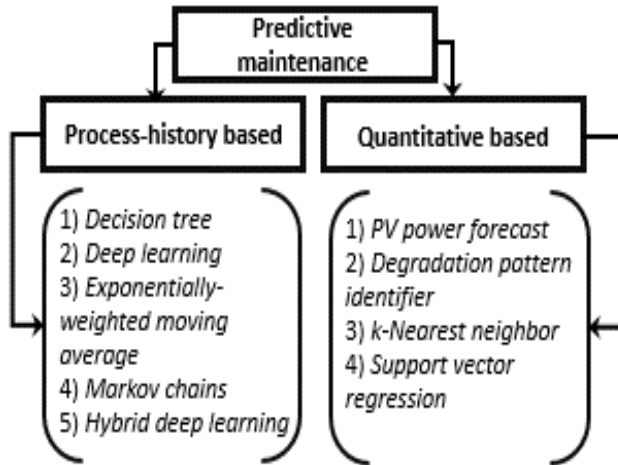 Predictive
maintenance
Process-history based
Quantitative based
1) Decision tree
2) Deep learning
3) Exponentially-
weighted moving
average
4) Markov chains
5) Hybrid deep learning
1) PV power forecast
2) Degradation pattern
identifier
3) k-Nearest neighbor
4) Support vector
regression